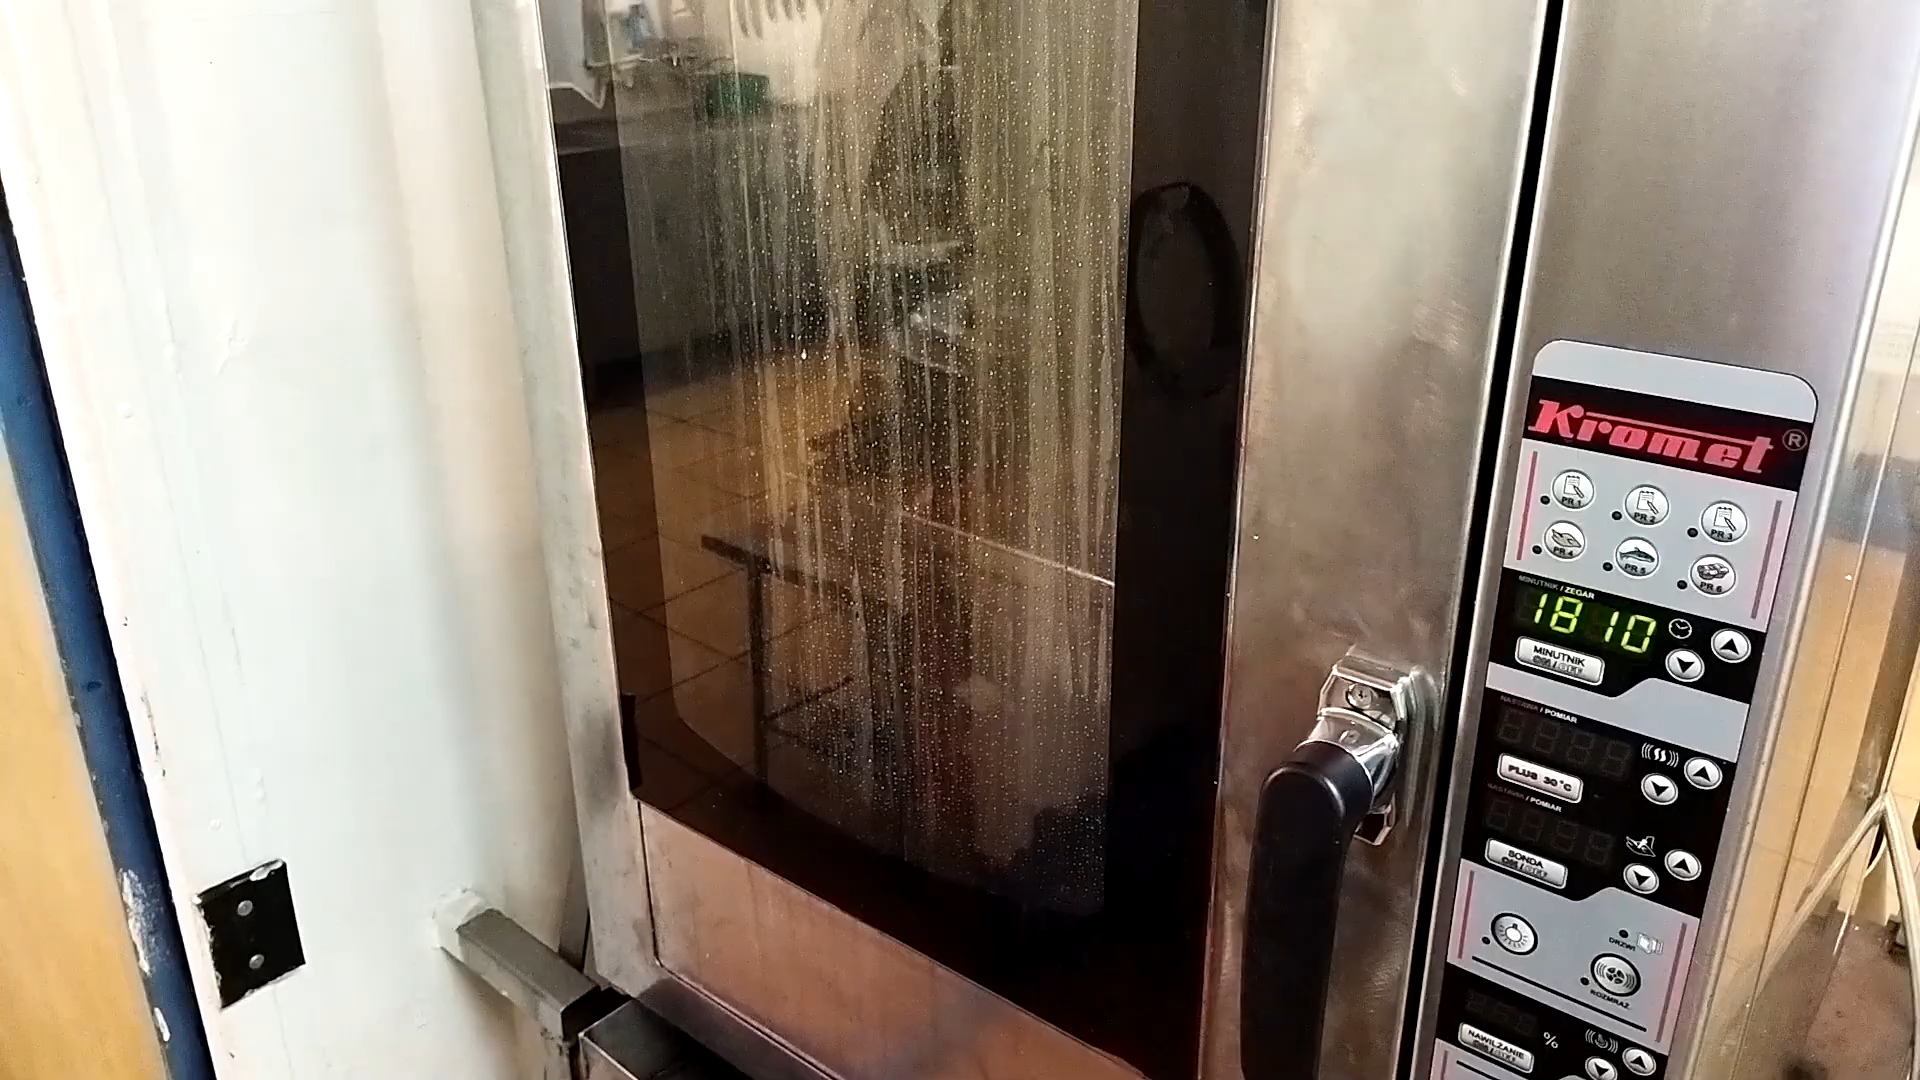 Kromet ®
PR 1 PR 2 PR 3
PR 4 PR 5 PR 6
MINUTNIK / ZEGAR
18 10
MINUTNIK
NASTAWA / POMIAR
PLUS 30°C
NASTAWA / POMIAR
SONDA
DRZWI
ROZMRAŻ
%
NAWILŻANIE